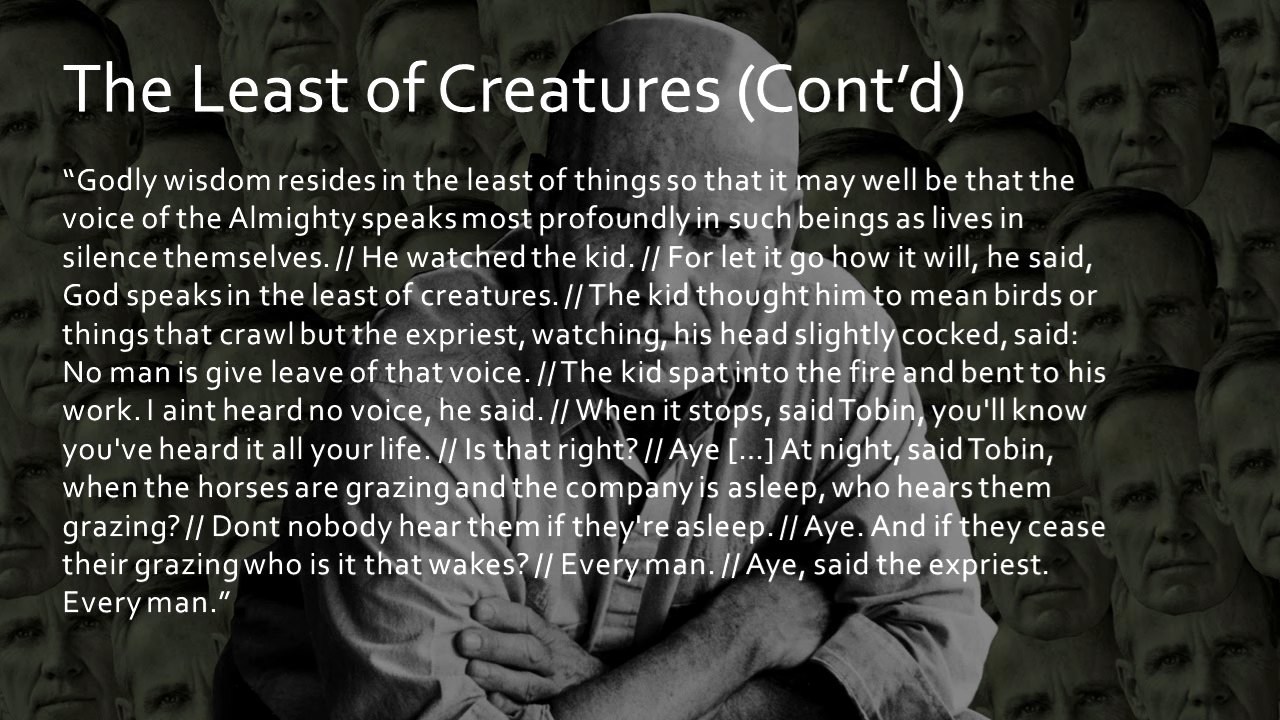 The Least of Creatures (Cont’d)
“Godly wisdom resides in the least of things so that it may well be that the
voice of the Almighty speaks most profoundly in such beings as lives in
silence themselves. // He watched the kid. // For let it go how it will, he said,
God speaks in the least of creatures. // The kid thought him to mean birds or
things that crawl but the expriest, watching, his head slightly cocked, said:
No man is give leave of that voice. // The kid spat into the fire and bent to his
work. I aint heard no voice, he said. // When it stops, said Tobin, you'll know
you've heard it all your life. // Is that right? // Aye […] At night, said Tobin,
when the horses are grazing and the company is asleep, who hears them
grazing? // Dont nobody hear them if they're asleep. // Aye. And if they cease
their grazing who is it that wakes? // Every man. // Aye, said the expriest.
Every man.”